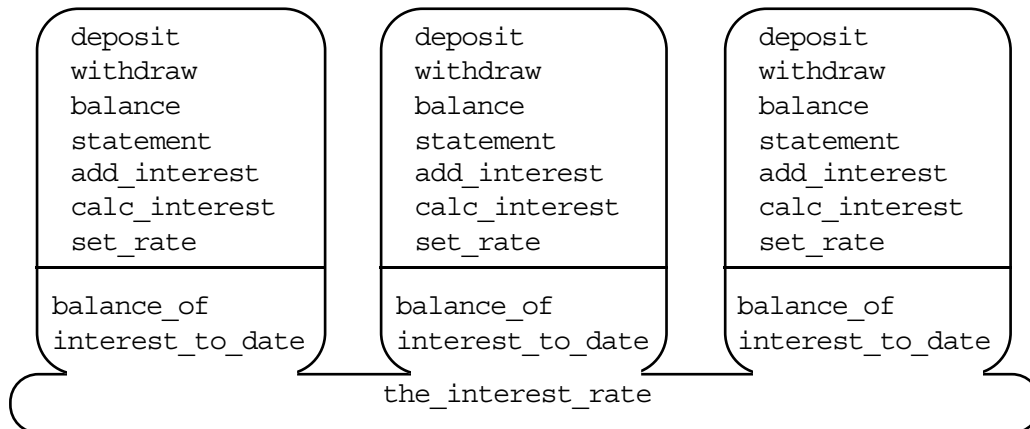 deposit
withdraw
balance
statement
add_interest
calc_interest
set_rate
balance_of
interest_to_date
deposit
withdraw
balance
statement
add_interest
calc_interest
set_rate
balance_of
interest_to_date
deposit
withdraw
balance
statement
add_interest
calc_interest
set_rate
balance_of
interest_to_date
the_interest_rate